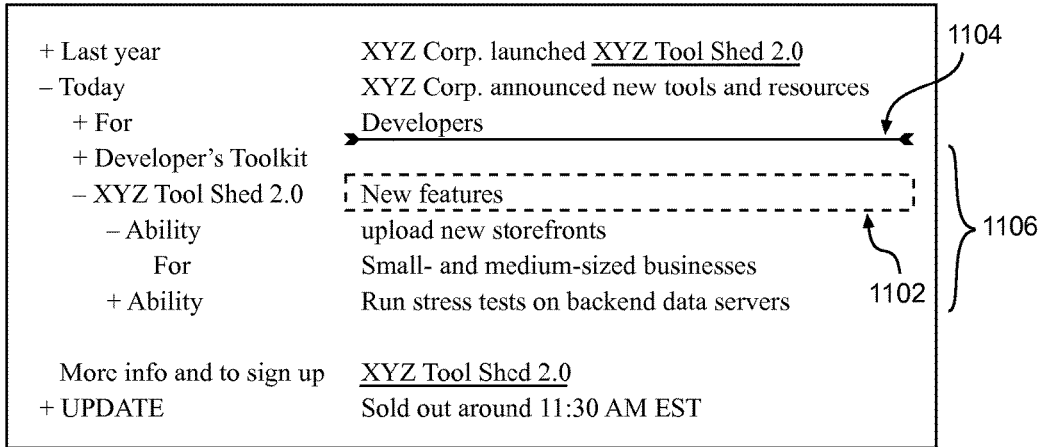 + Last year XYZ Corp. launched XYZ Tool Shed 2.0
1104
– Today XYZ Corp. announced new tools and resources
+ For Developers
+ Developer's Toolkit
– XYZ Tool Shed 2.0 New features
– Ability upload new storefronts
1106
For Small- and medium-sized businesses
1102
+ Ability Run stress tests on backend data servers
More info and to sign up XYZ Tool Shed 2.0
+ UPDATE Sold out around 11:30 AM EST